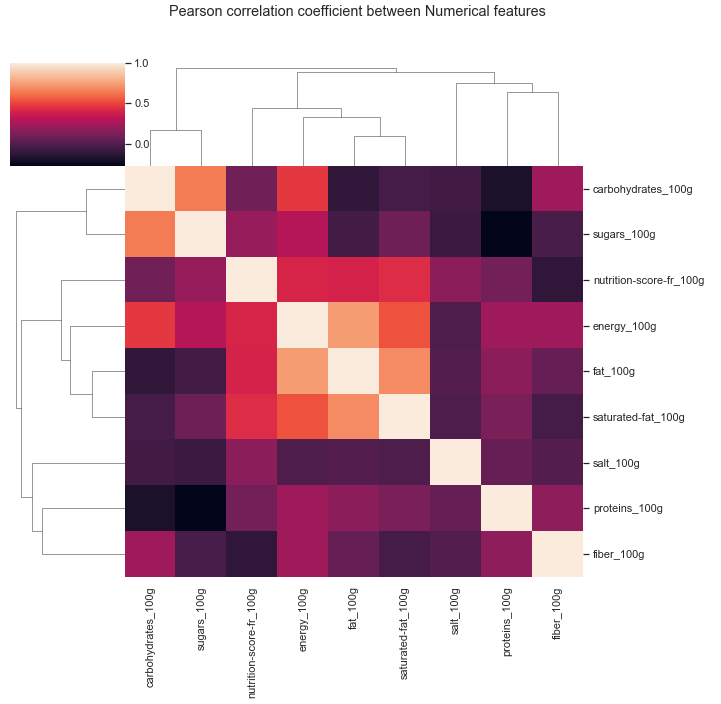 Pearson correlation coefficient between Numerical features
1.0
0.5
0.0
carbohydrates_100g
sugars_100g
nutrition-score-fr_100g
energy_100g
fat_100g
saturated-fat_100g
salt_100g
proteins_100g
fiber_100g
carbohydrates_100g
sugars_100g
nutrition-score-fr_100g
energy_100g
fat_100g
saturated-fat_100g
salt_100g
proteins_100g
fiber_100g